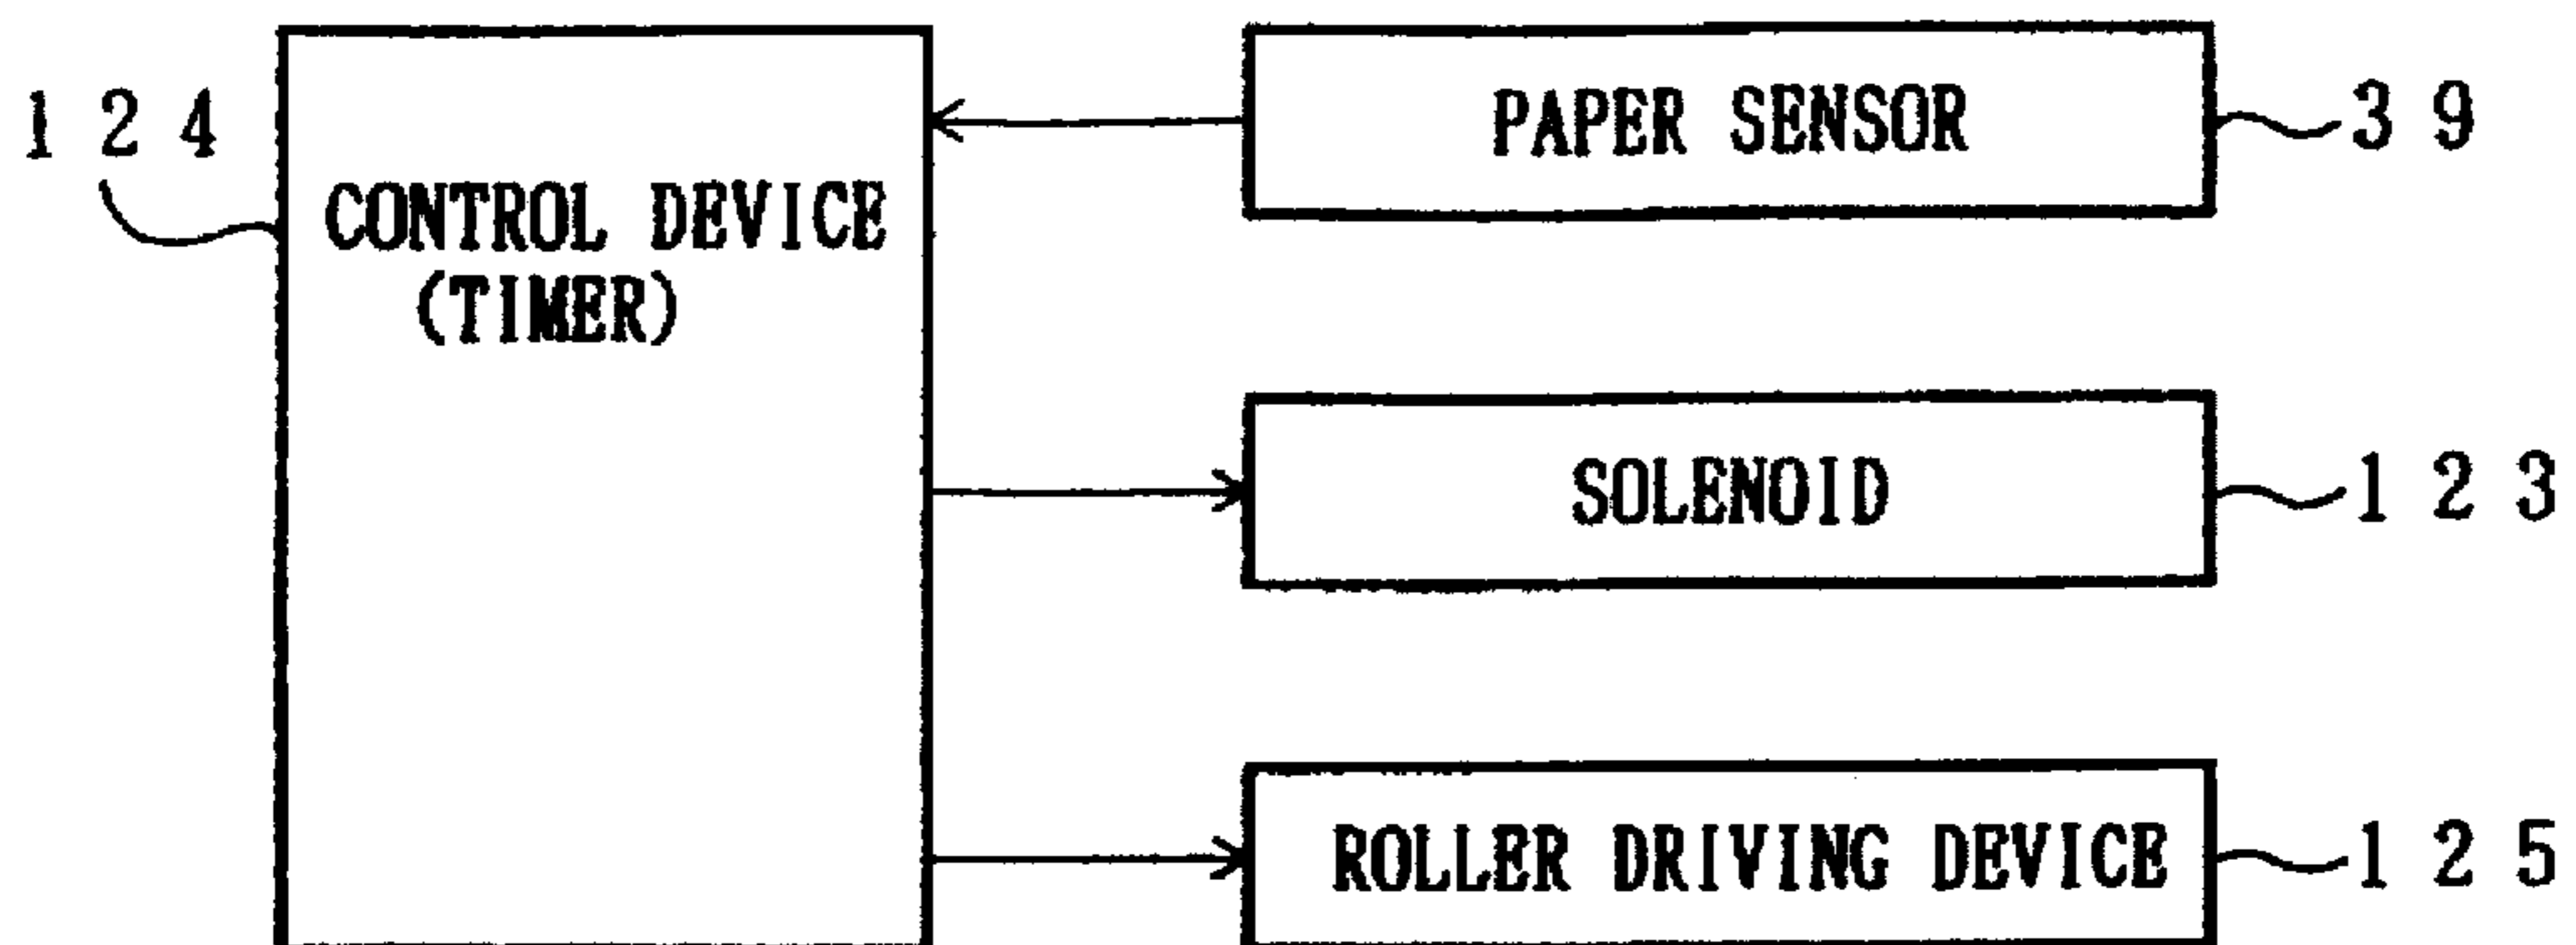 124
CONTROL DEVICE
(TIMER)
PAPER SENSOR
39
SOLENOID
123
ROLLER DRIVING DEVICE
125